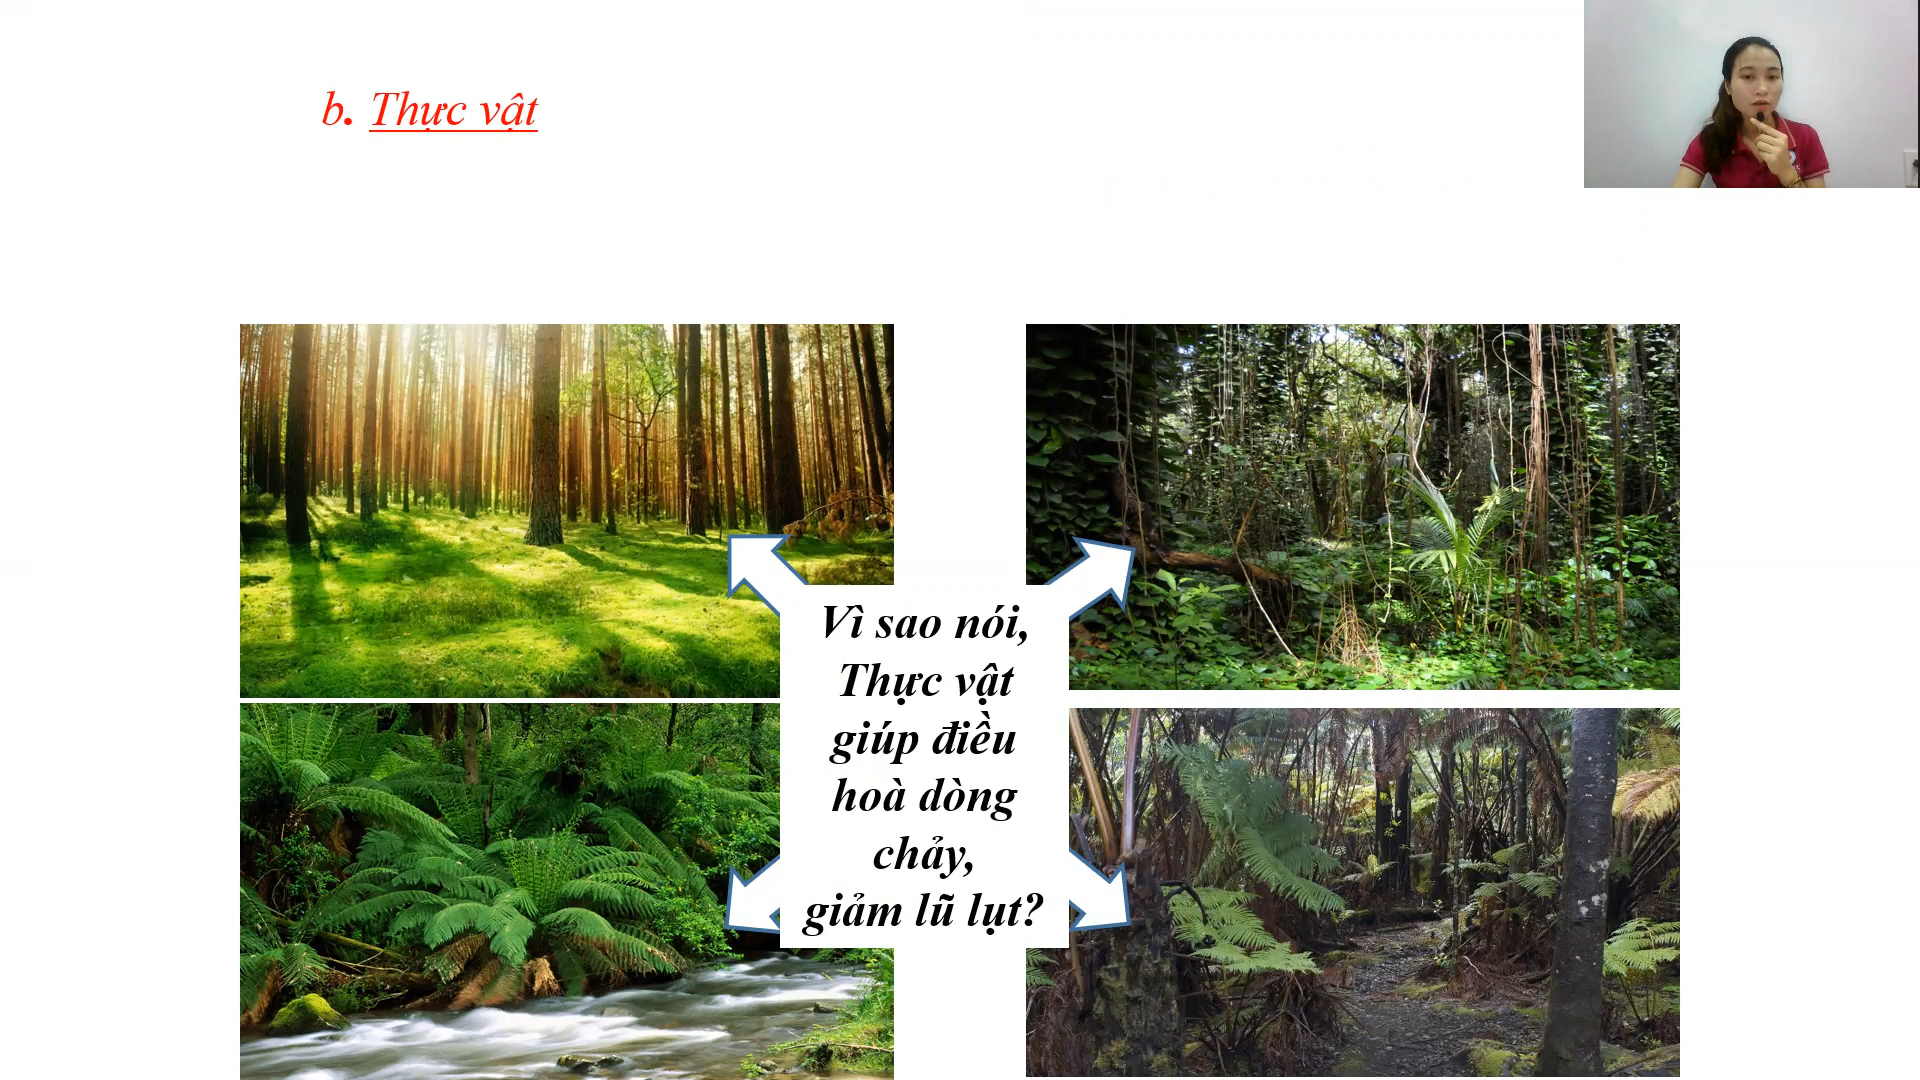 b. Thực vật
Vì sao nói,
Thực vật
giúp điều
hoà dòng
chảy,
giảm lũ lụt?